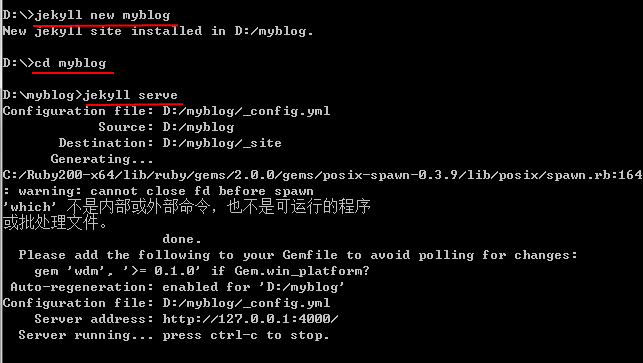 D:\>jekyll new myblog
New jekyll site installed in D:/myblog.
D:\>cd myblog
D:\myblog>jekyll serve
Configuration file: D:/myblog/_config.yml
Source: D:/myblog
Destination: D:/myblog/_site
Generating...
C:/Ruby200-x64/lib/ruby/gems/2.0.0/gems/posix-spawn-0.3.9/lib/posix/spawn.rb:164
: warning: cannot close fd before spawn
'which' 不是内部或外部命令，也不是可运行的程序
或批处理文件。
done.
Please add the following to your Gemfile to avoid polling for changes:
gem 'wdm', '>= 0.1.0' if Gem.win_platform?
Auto-regeneration: enabled for 'D:/myblog'
Configuration file: D:/myblog/_config.yml
Server address: http://127.0.0.1:4000/
Server running... press ctrl-c to stop.